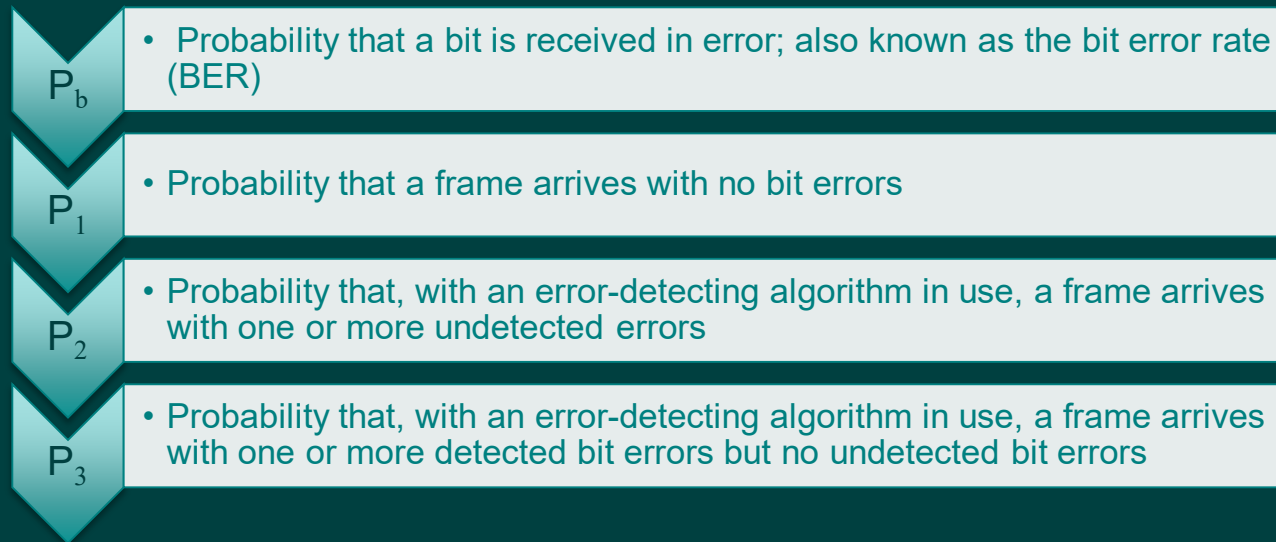 P_b
• Probability that a bit is received in error; also known as the bit error rate
(BER)
P_1
• Probability that a frame arrives with no bit errors
P_2
• Probability that, with an error-detecting algorithm in use, a frame arrives
with one or more undetected errors
P_3
• Probability that, with an error-detecting algorithm in use, a frame arrives
with one or more detected bit errors but no undetected bit errors